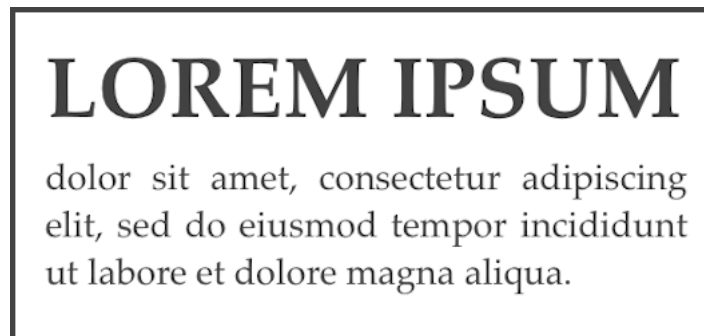 LOREM IPSUM
dolor sit amet, consectetur adipiscing
elit, sed do eiusmod tempor incididunt
ut labore et dolore magna aliqua.